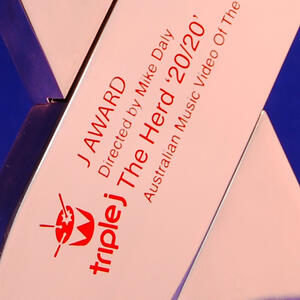 J AWARD
Directed by Mike Daly
triple j The Herd '20/20'
Australian Music Video Of The